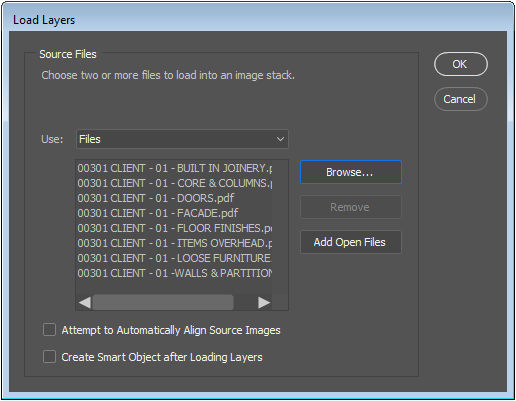 Load Layers
Source Files
Choose two or more files to load into an image stack.
OK
Cancel
Use:
Files
00301 CLIENT - 01 - BUILT IN JOINERY.p
00301 CLIENT - 01 - CORE & COLUMNS.p
00301 CLIENT - 01 - DOORS.pdf
00301 CLIENT - 01 - FACADE.pdf
00301 CLIENT - 01 - FLOOR FINISHES.pd
00301 CLIENT - 01 - ITEMS OVERHEAD.p
00301 CLIENT - 01 - LOOSE FURNITURE
00301 CLIENT - 01 -WALLS & PARTITION
Browse...
Remove
Add Open Files
Attempt to Automatically Align Source Images
Create Smart Object after Loading Layers